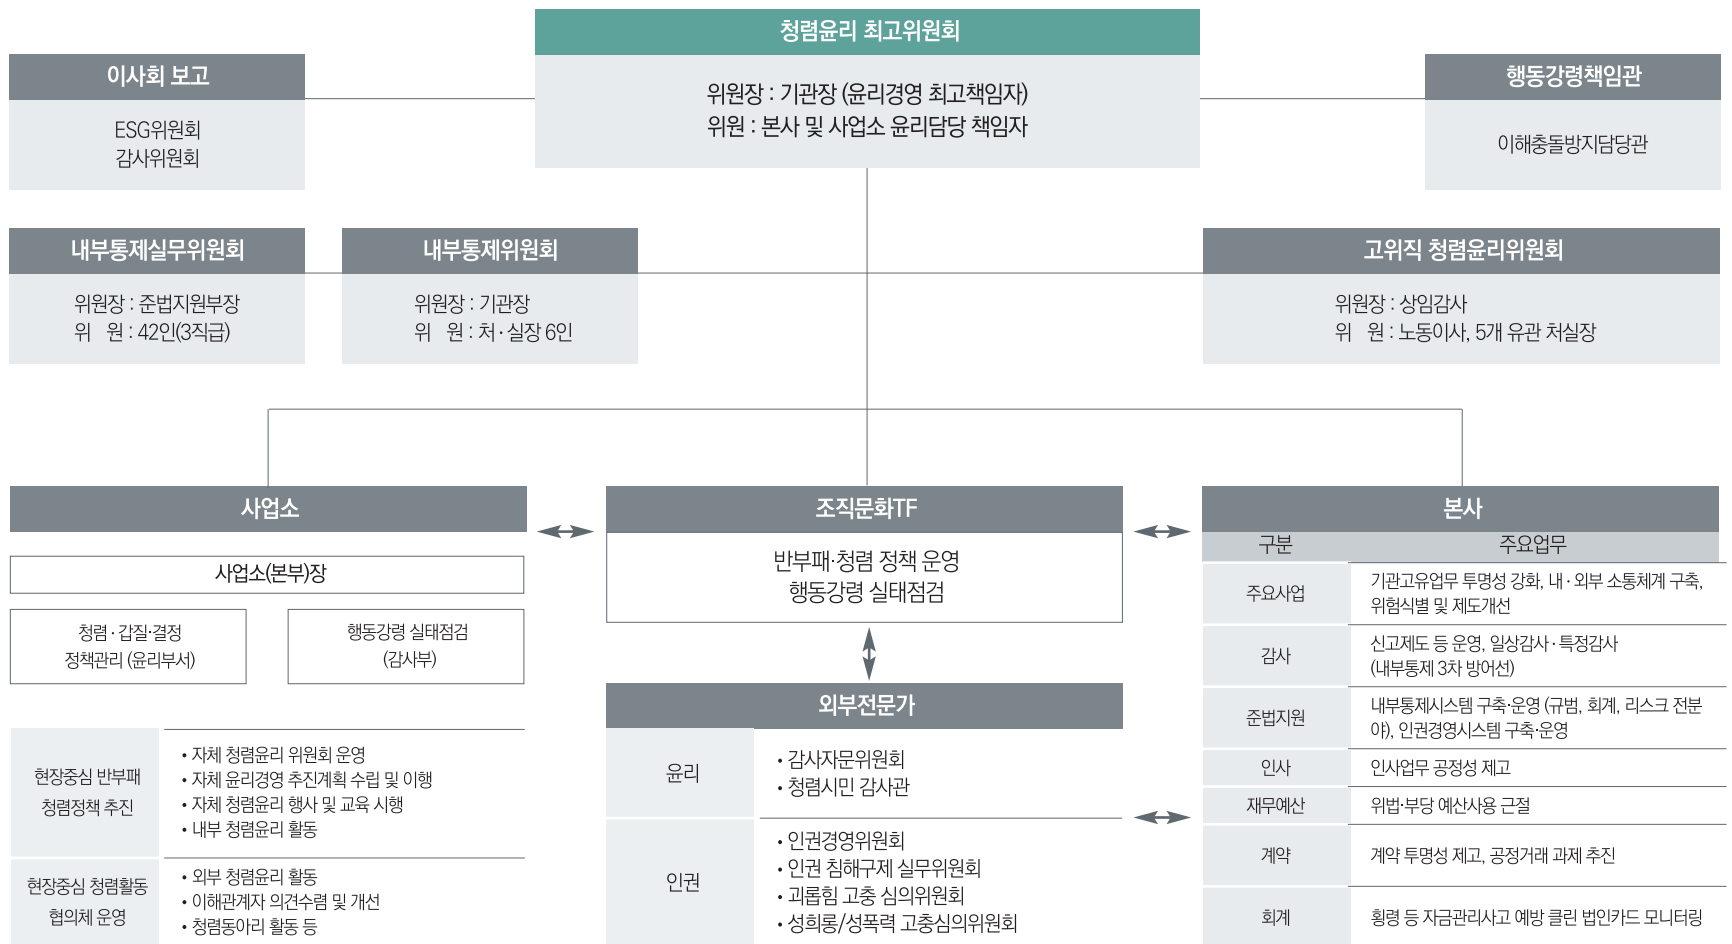 청렴윤리 최고위원회
위원장 : 기관장 (윤리경영 최고책임자)
위원 : 본사 및 사업소 윤리담당 책임자
이사회 보고
ESG위원회
감사위원회
행동강령책임관
이해충돌방지담당관
내부통제실무위원회
위원장 : 준법지원부장
위 원 : 42인(3직급)
내부통제위원회
위원장 : 기관장
위 원 : 처·실장 6인
고위직 청렴윤리위원회
위원장 : 상임감사
위 원 : 노동이사, 5개 유관 처실장
사업소
사업소(본부)장
청렴·갑질·결정
정책관리 (윤리부서)
행동강령 실태점검
(감사부)
현장중심 반부패
청렴정책 추진
• 자체 청렴윤리 위원회 운영
• 자체 윤리경영 추진계획 수립 및 이행
• 자체 청렴윤리 행사 및 교육 시행
• 내부 청렴윤리 활동
현장중심 청렴활동
협의체 운영
• 외부 청렴윤리 활동
• 이해관계자 의견수렴 및 개선
• 청렴동아리 활동 등
조직문화TF
반부패·청렴 정책 운영
행동강령 실태점검
외부전문가
윤리
• 감사자문위원회
• 청렴시민 감사관
인권
• 인권경영위원회
• 인권 침해구제 실무위원회
• 괴롭힘 고충 심의위원회
• 성희롱/성폭력 고충심의위원회
본사
구분 주요업무
주요사업
기관고유업무 투명성 강화, 내·외부 소통체계 구축,
위험식별 및 제도개선
감사
신고제도 등 운영, 일상감사·특정감사
(내부통제 3차 방어선)
준법지원
내부통제시스템 구축·운영 (규범, 회계, 리스크 전분
야), 인권경영시스템 구축·운영
인사 인사업무 공정성 제고
재무예산 위법·부당 예산사용 근절
계약 계약 투명성 제고, 공정거래 과제 추진
회계 횡령 등 자금관리사고 예방 클린 법인카드 모니터링